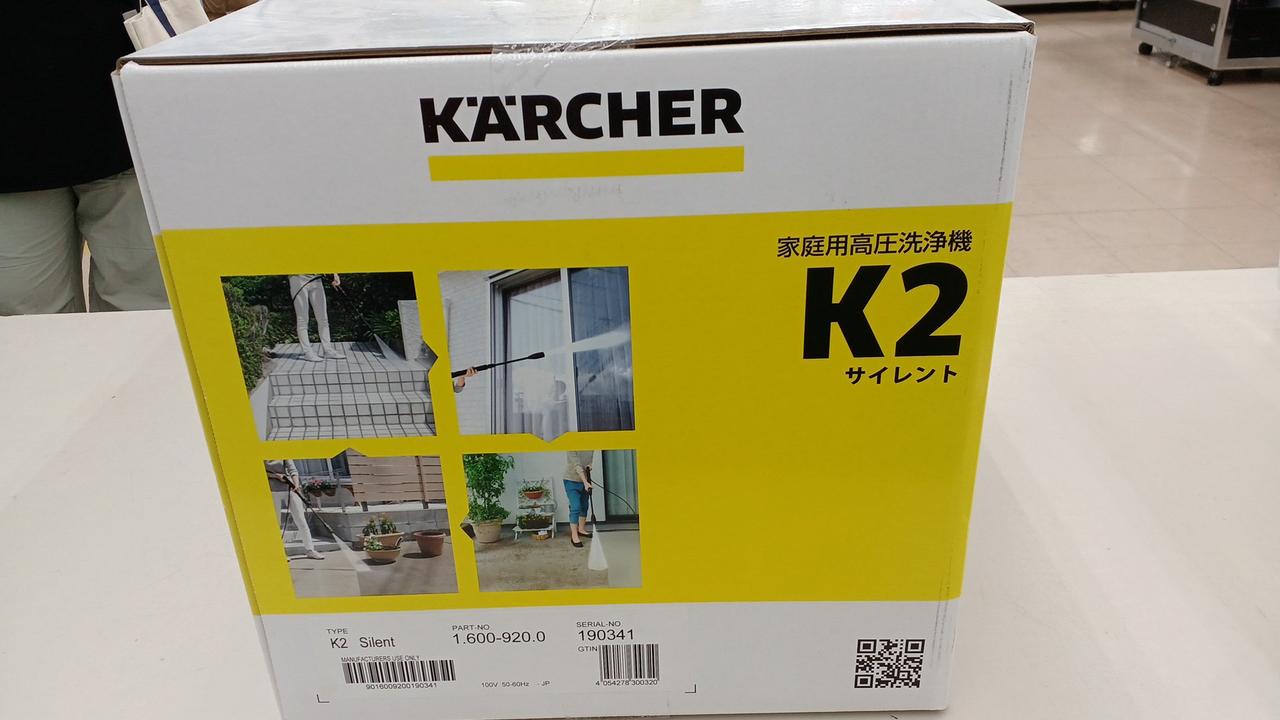 KÄRCHER
家庭用高圧洗浄機
K2
サイレント
TYPE
K2 Silent
PART-NO
1.600-920.0
SERIAL-NO
190341
MANUFACTURERS USE ONLY
9016009200190341
100V 50-60Hz - JP
GTIN
4 054278 300320